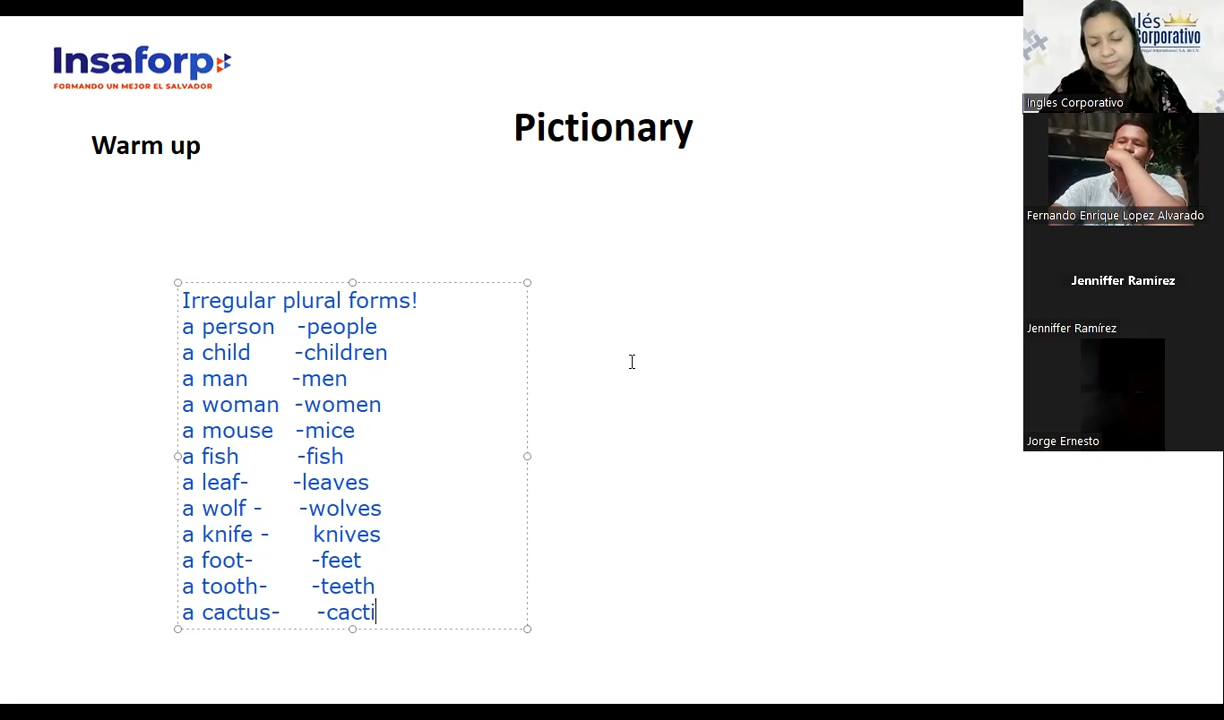 Insaforp
FORMANDO UN MEJOR EL SALVADOR
Warm up
Pictionary
Irregular plural forms!
a person -people
a child -children
a man -men
a woman -women
a mouse -mice
a fish -fish
a leaf- -leaves
a wolf - -wolves
a knife - knives
a foot- -feet
a tooth- -teeth
a cactus- -cacti
lés
Corporativo
Ingles Corporativo
Fernando Enrique Lopez Alvarado
Jenniffer Ramírez
Jenniffer Ramírez
Jorge Ernesto